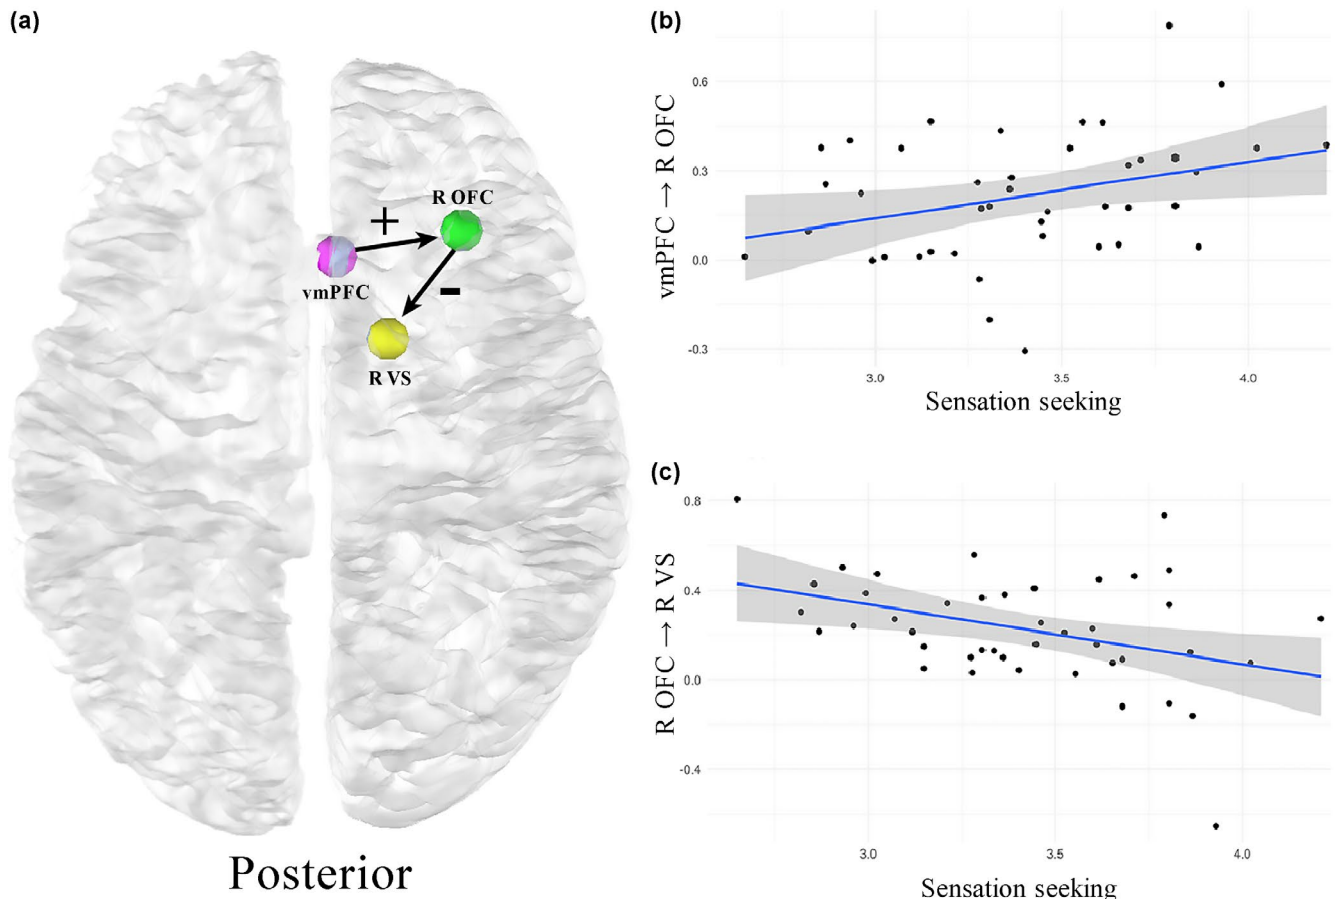 (a)
R OFC
+
vmPFC
-
R VS
Posterior
(b)
vmPFC → R OFC
0.6
0.3
0.0
-0.3
3.0 3.5 4.0
Sensation seeking
(c)
R OFC → R VS
0.8
0.4
0.0
-0.4
3.0 3.5 4.0
Sensation seeking